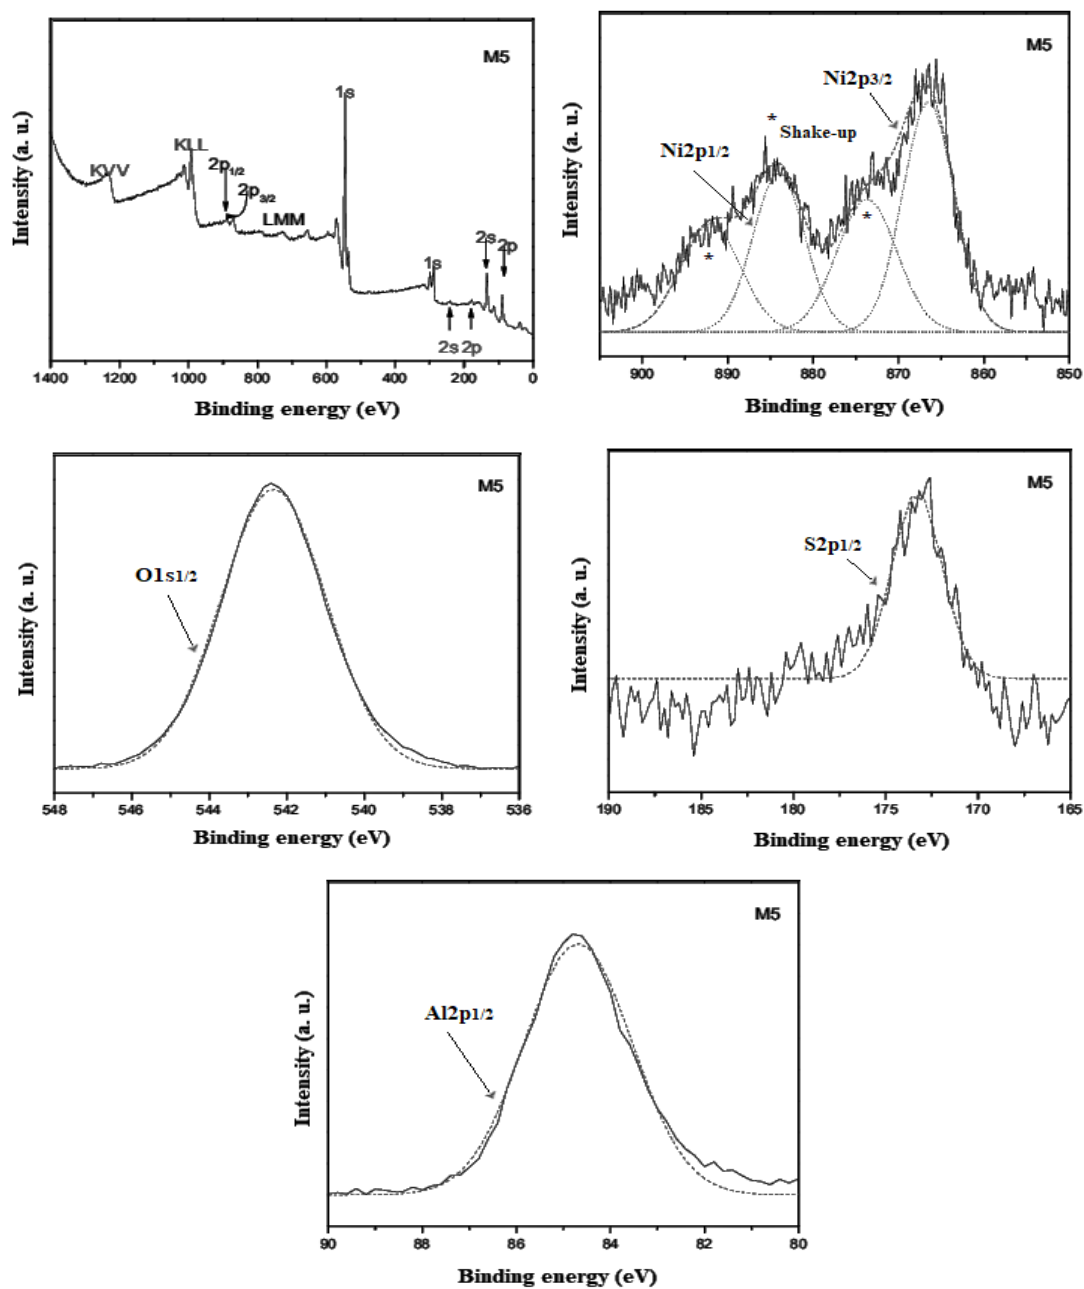 M5
1s
KVV
KLL
2p1/2
2p3/2
LMM
1s
2s
2p
2s
2p
1400
1200
1000
800
600
400
200
0
Intensity (a. u.)
Binding energy (eV)
M5
Ni2p3/2
* Shake-up
Ni2p1/2
*
*
900
890
880
870
860
850
Intensity (a. u.)
Binding energy (eV)
M5
O1s1/2
548
546
544
542
540
538
536
Intensity (a. u.)
Binding energy (eV)
M5
S2p1/2
190
185
180
175
170
165
Intensity (a. u.)
Binding energy (eV)
M5
Al2p1/2
90
88
86
84
82
80
Intensity (a. u.)
Binding energy (eV)